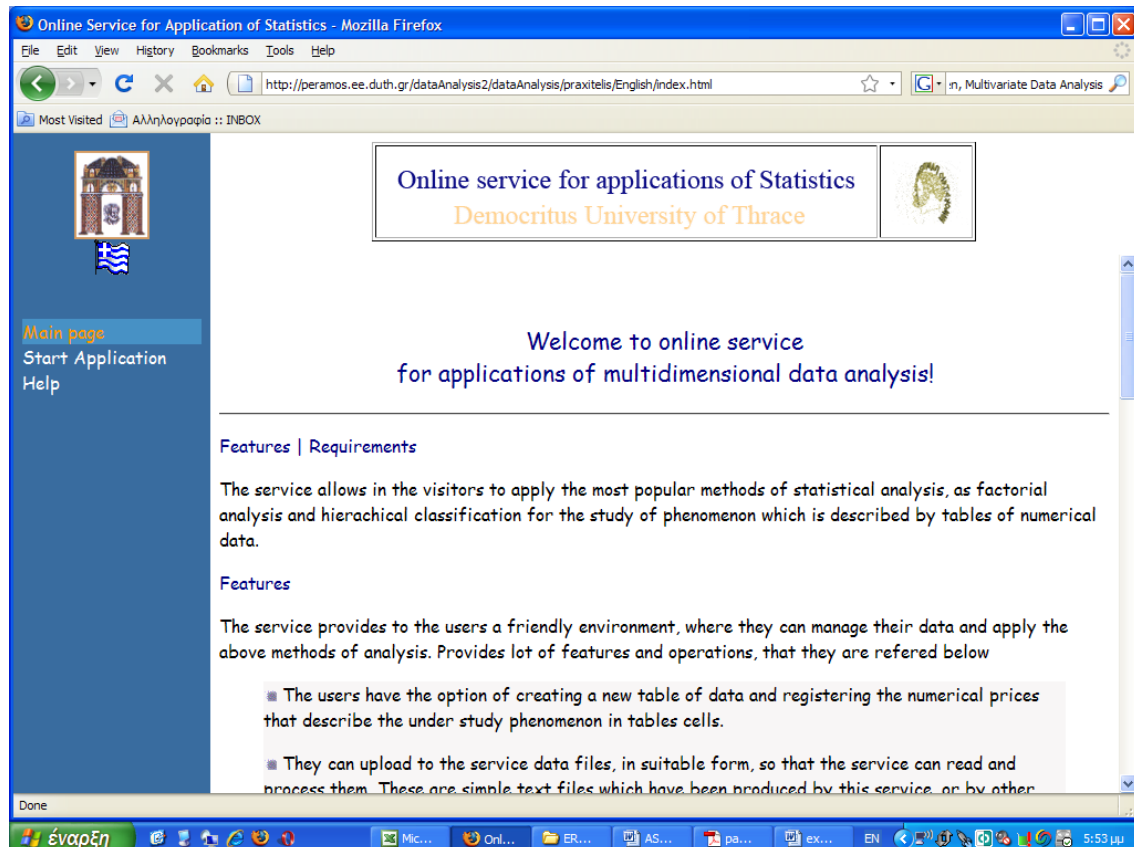 Online Service for Application of Statistics - Mozilla Firefox
File Edit View History Bookmarks Tools Help
http://peramos.ee.duth.gr/dataAnalysis2/dataAnalysis/praxitelis/English/index.html
G
n, Multivariate Data Analysis
Most Visited Αλληλογραφία :: INBOX
Online service for applications of Statistics
Democritus University of Thrace
Main page
Start Application
Help
Welcome to online service
for applications of multidimensional data analysis!
Features | Requirements
The service allows in the visitors to apply the most popular methods of statistical analysis, as factorial
analysis and hierachical classification for the study of phenomenon which is described by tables of numerical
data.
Features
The service provides to the users a friendly environment, where they can manage their data and apply the
above methods of analysis. Provides lot of features and operations, that they are refered below
The users have the option of creating a new table of data and registering the numerical prices
that describe the under study phenomenon in tables cells.
They can upload to the service data files, in suitable form, so that the service can read and
process them. These are simple text files which have been produced by this service, or by other
Done
έναρξη Mic... Onl... ER... AS... pa... ex... EN 5:53 μμ